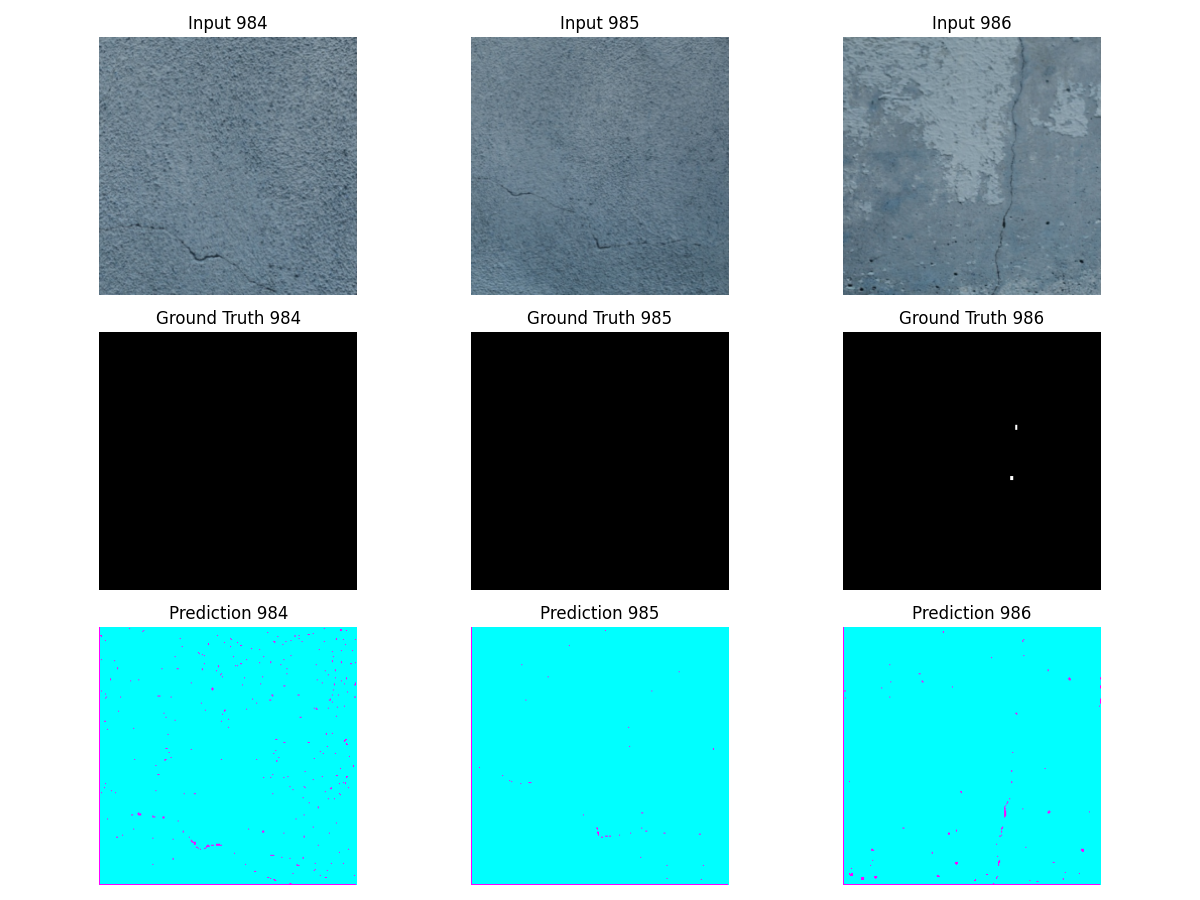 Input 984
Input 985
Input 986
Ground Truth 984
Ground Truth 985
Ground Truth 986
Prediction 984
Prediction 985
Prediction 986